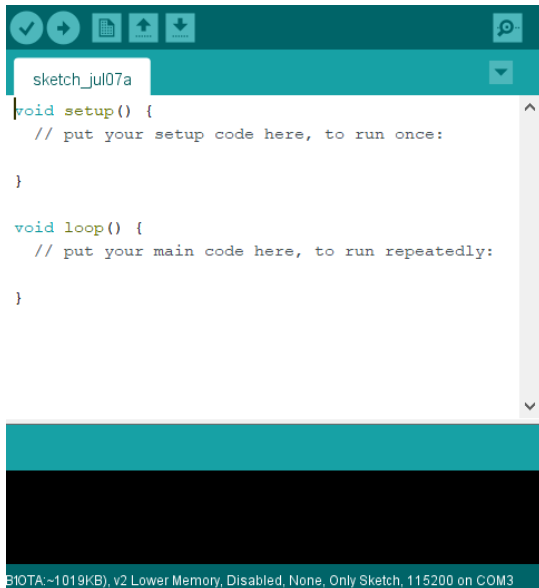 sketch_jul07a
void setup() {
  // put your setup code here, to run once:
}
void loop() {
  // put your main code here, to run repeatedly:
}
OTA:~1019KB), v2 Lower Memory, Disabled, None, Only Sketch, 115200 on COM3